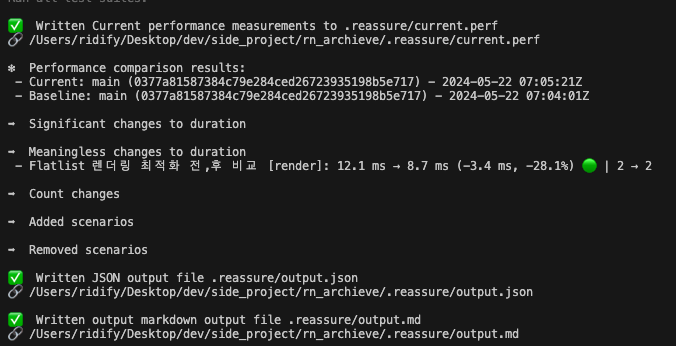 Ran all test suites.
✅  Written Current performance measurements to .reassure/current.perf
🔗 /Users/ridify/Desktop/dev/side_project/rn_archieve/.reassure/current.perf
❇️  Performance comparison results:
- Current: main (0377a81587384c79e284ced26723935198b5e717) - 2024-05-22 07:05:21Z
- Baseline: main (0377a81587384c79e284ced26723935198b5e717) - 2024-05-22 07:04:01Z
➡️  Significant changes to duration
➡️  Meaningless changes to duration
- Flatlist 렌더링 최적화 전,후 비교 [render]: 12.1 ms → 8.7 ms (-3.4 ms, -28.1%) 🟢 | 2 → 2
➡️  Count changes
➡️  Added scenarios
➡️  Removed scenarios
✅  Written JSON output file .reassure/output.json
🔗 /Users/ridify/Desktop/dev/side_project/rn_archieve/.reassure/output.json
✅  Written output markdown output file .reassure/output.md
🔗 /Users/ridify/Desktop/dev/side_project/rn_archieve/.reassure/output.md